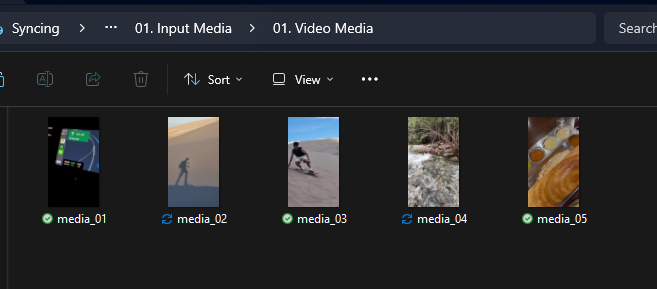 Syncing > ... 01. Input Media > 01. Video Media
Search
Sort View ...
media_01 media_02 media_03 media_04 media_05